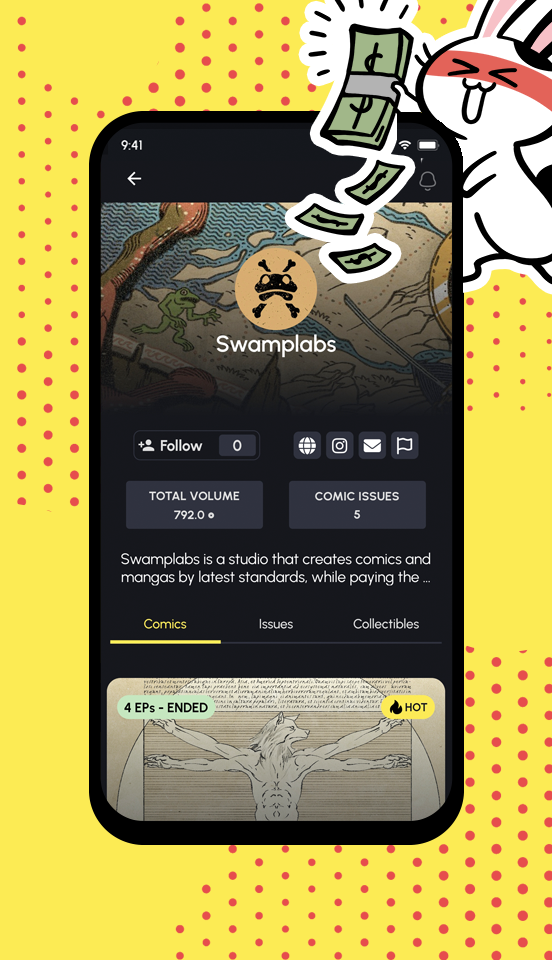 9:41
Swamplabs
Follow 0
TOTAL VOLUME
792.0
COMIC ISSUES
5
Swamplabs is a studio that creates comics and
mangas by latest standards, while paying the ...
Comics Issues Collectibles
4 EPs - ENDED
HOT